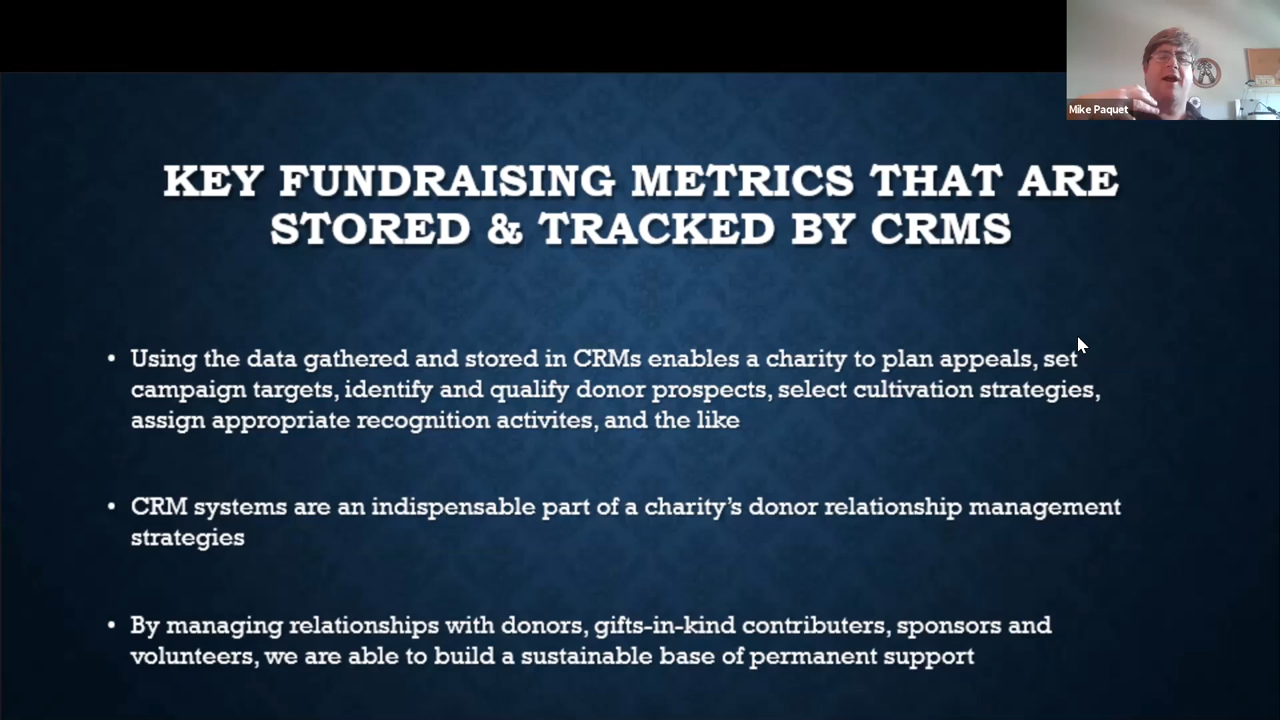 Mike Paquet
KEY FUNDRAISING METRICS THAT ARE
STORED & TRACKED BY CRMS
• Using the data gathered and stored in CRMs enables a charity to plan appeals, set
campaign targets, identify and qualify donor prospects, select cultivation strategies,
assign appropriate recognition activites, and the like
• CRM systems are an indispensable part of a charity’s donor relationship management
strategies
• By managing relationships with donors, gifts-in-kind contributers, sponsors and
volunteers, we are able to build a sustainable base of permanent support